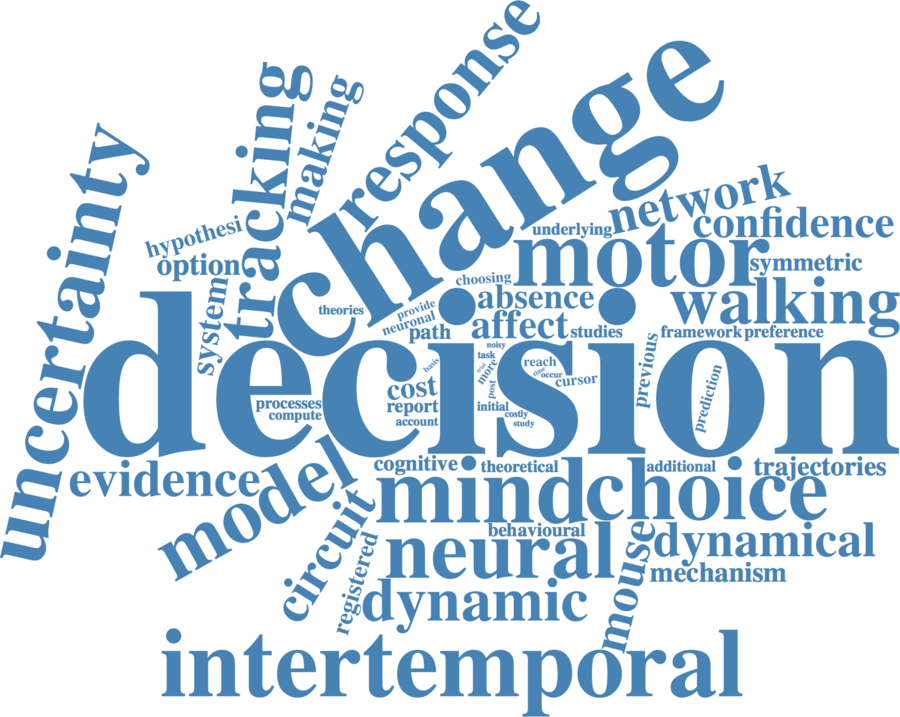 response
change
making
tracking
uncertainty
network
confidence
hypothesi
underlying
motor
option
symmetric
choosing
system
absence
walking
theories
provide
neuronal
path
affect
studies
framework
preference
decision
noisy
task
basis
trial
more
reach
time
occur
cursor
previous
prediction
cost
post
processes
report
initial
compute
account
costly
study
cognitive
theoretical
additional
trajectories
evidence
model
mind
choice
circuit
behavioural
neural
mouse
dynamical
registered
mechanism
dynamic
intertemporal